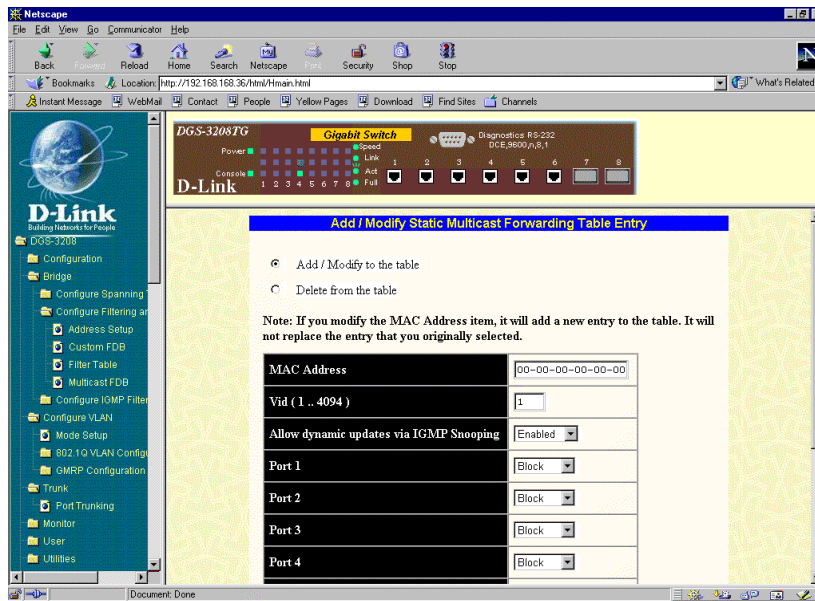 Netscape
File Edit View Go Communicator Help
Back Forward Reload Home Search Netscape Print Security Shop Stop
Bookmarks Location: http://192.168.168.36/html/Hmain.html What's Related
Instant Message WebMail Contact People Yellow Pages Download Find Sites Channels
D-Link
Building Networks for People
DGS-3208
Configuration
Bridge
Configure Spanning
Configure Filtering an
Address Setup
Custom FDB
Filter Table
Multicast FDB
Configure IGMP Filter
Configure VLAN
Mode Setup
802.1Q VLAN Configu
GMRP Configuration
Trunk
Port Trunking
Monitor
User
Utilities
DGS-3208TG
Gigabit Switch
Diagnostics RS-232
DCE,9600,n,8,1
Power
Speed
Link
Console
Act
D-Link
1 2 3 4 5 6 7 8
Full
1 2 3 4 5 6 7 8
Add / Modify Static Multicast Forwarding Table Entry
Add / Modify to the table
Delete from the table
Note: If you modify the MAC Address item, it will add a new entry to the table. It will
not replace the entry that you originally selected.
MAC Address 00-00-00-00-00-00
Vid ( 1 .. 4094 ) 1
Allow dynamic updates via IGMP Snooping Enabled
Port 1 Block
Port 2 Block
Port 3 Block
Port 4 Block
Document: Done